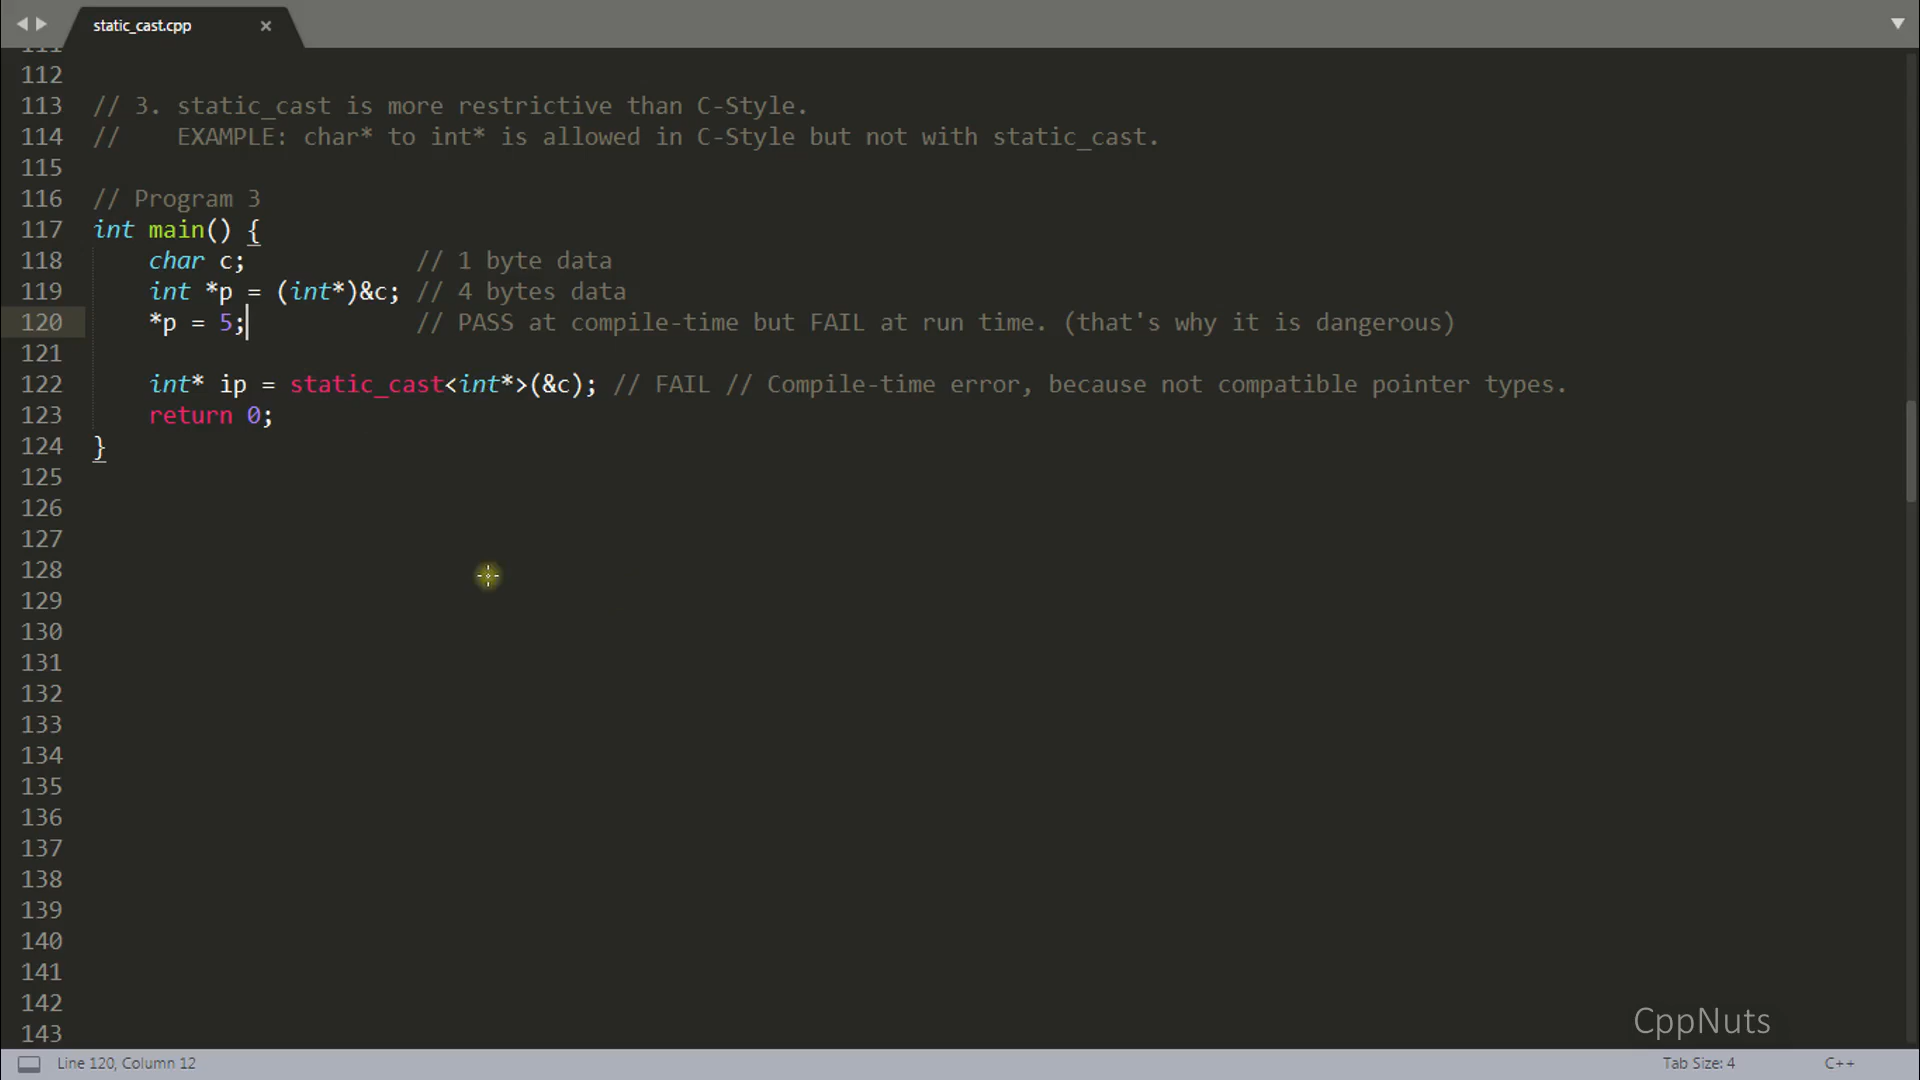 static_cast.cpp
111
112
113 // 3. static_cast is more restrictive than C-Style.
114 //    EXAMPLE: char* to int* is allowed in C-Style but not with static_cast.
115
116 // Program 3
117 int main() {
118     char c;            // 1 byte data
119     int *p = (int*)&c; // 4 bytes data
120     *p = 5;            // PASS at compile-time but FAIL at run time. (that's why it is dangerous)
121
122     int* ip = static_cast<int*>(&c); // FAIL // Compile-time error, because not compatible pointer types.
123     return 0;
124 }
125
126
127
128
129
130
131
132
133
134
135
136
137
138
139
140
141
142
143
CppNuts
Line 120, Column 12 Tab Size: 4 C++